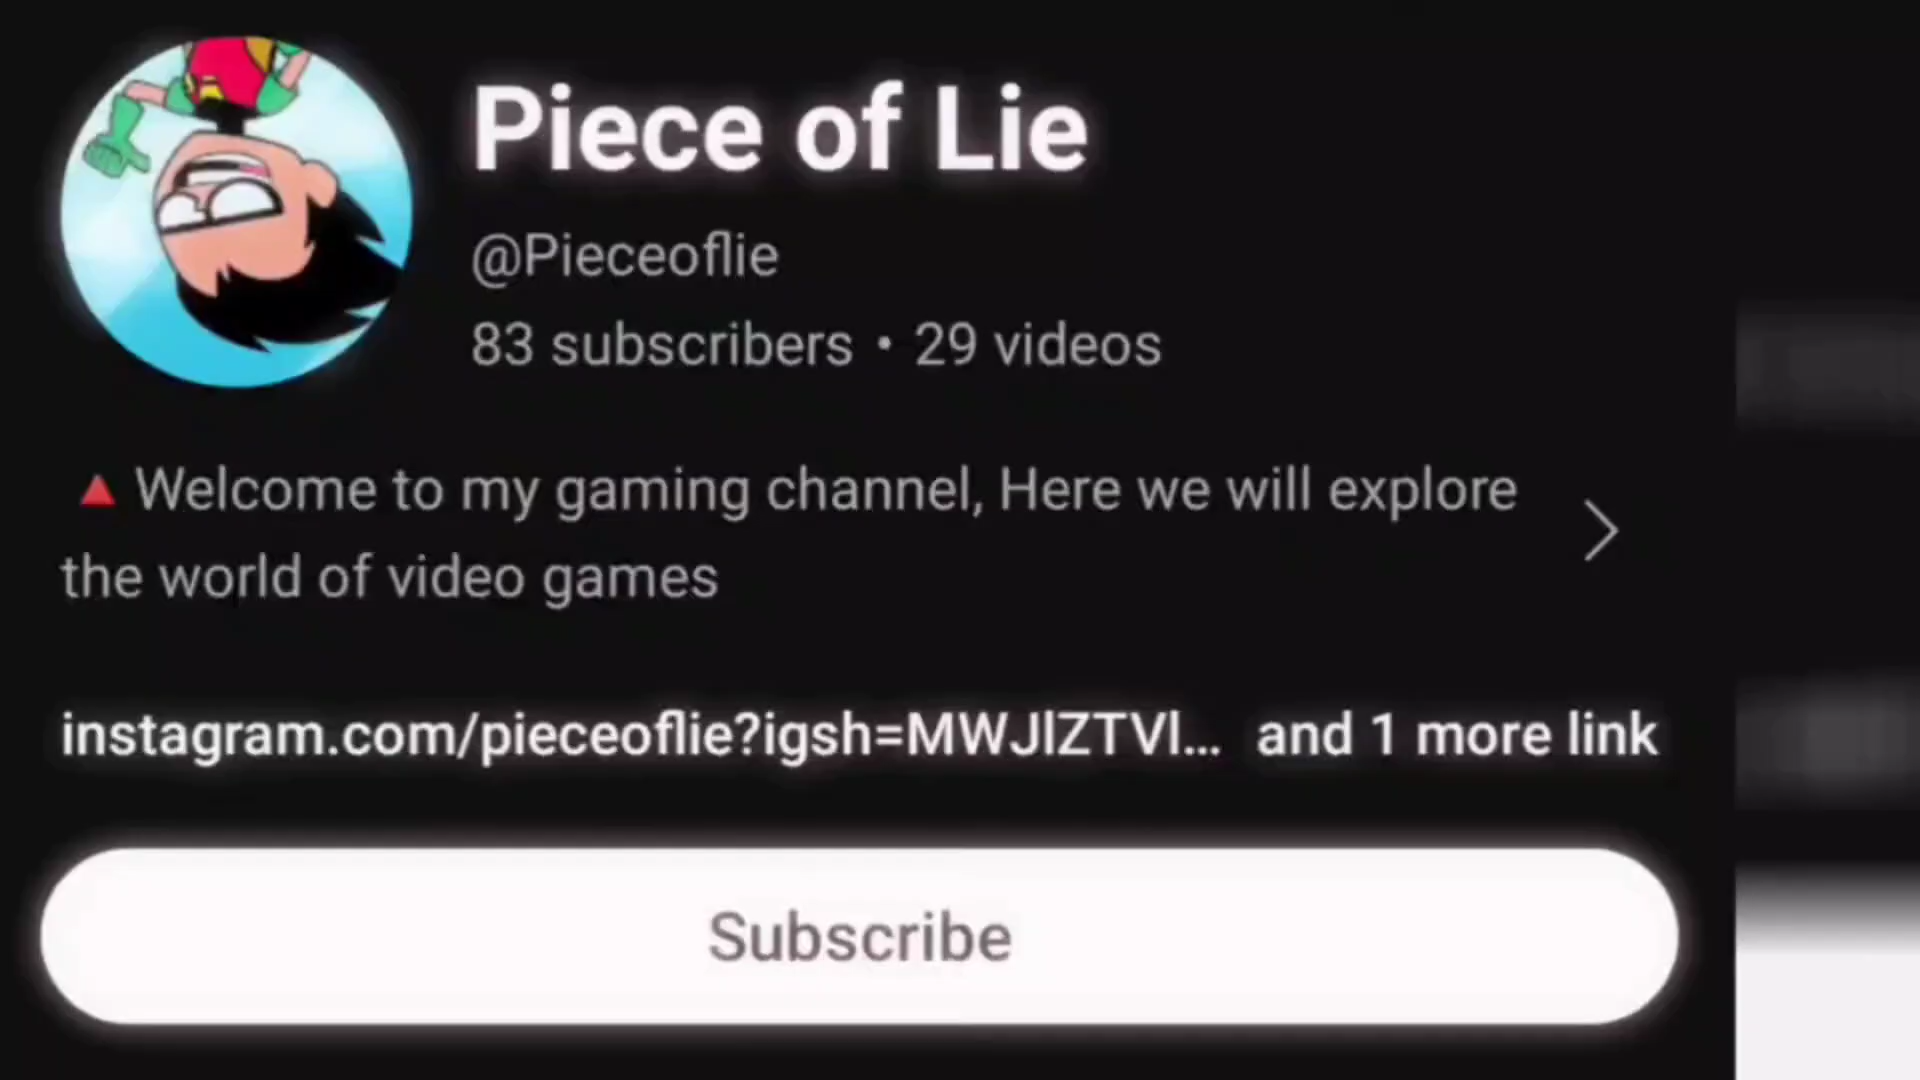 Piece of Lie
@Pieceoflie
83 subscribers • 29 videos
🔺Welcome to my gaming channel, Here we will explore
the world of video games
instagram.com/pieceoflie?igsh=MWJlZTVl... and 1 more link
Subscribe